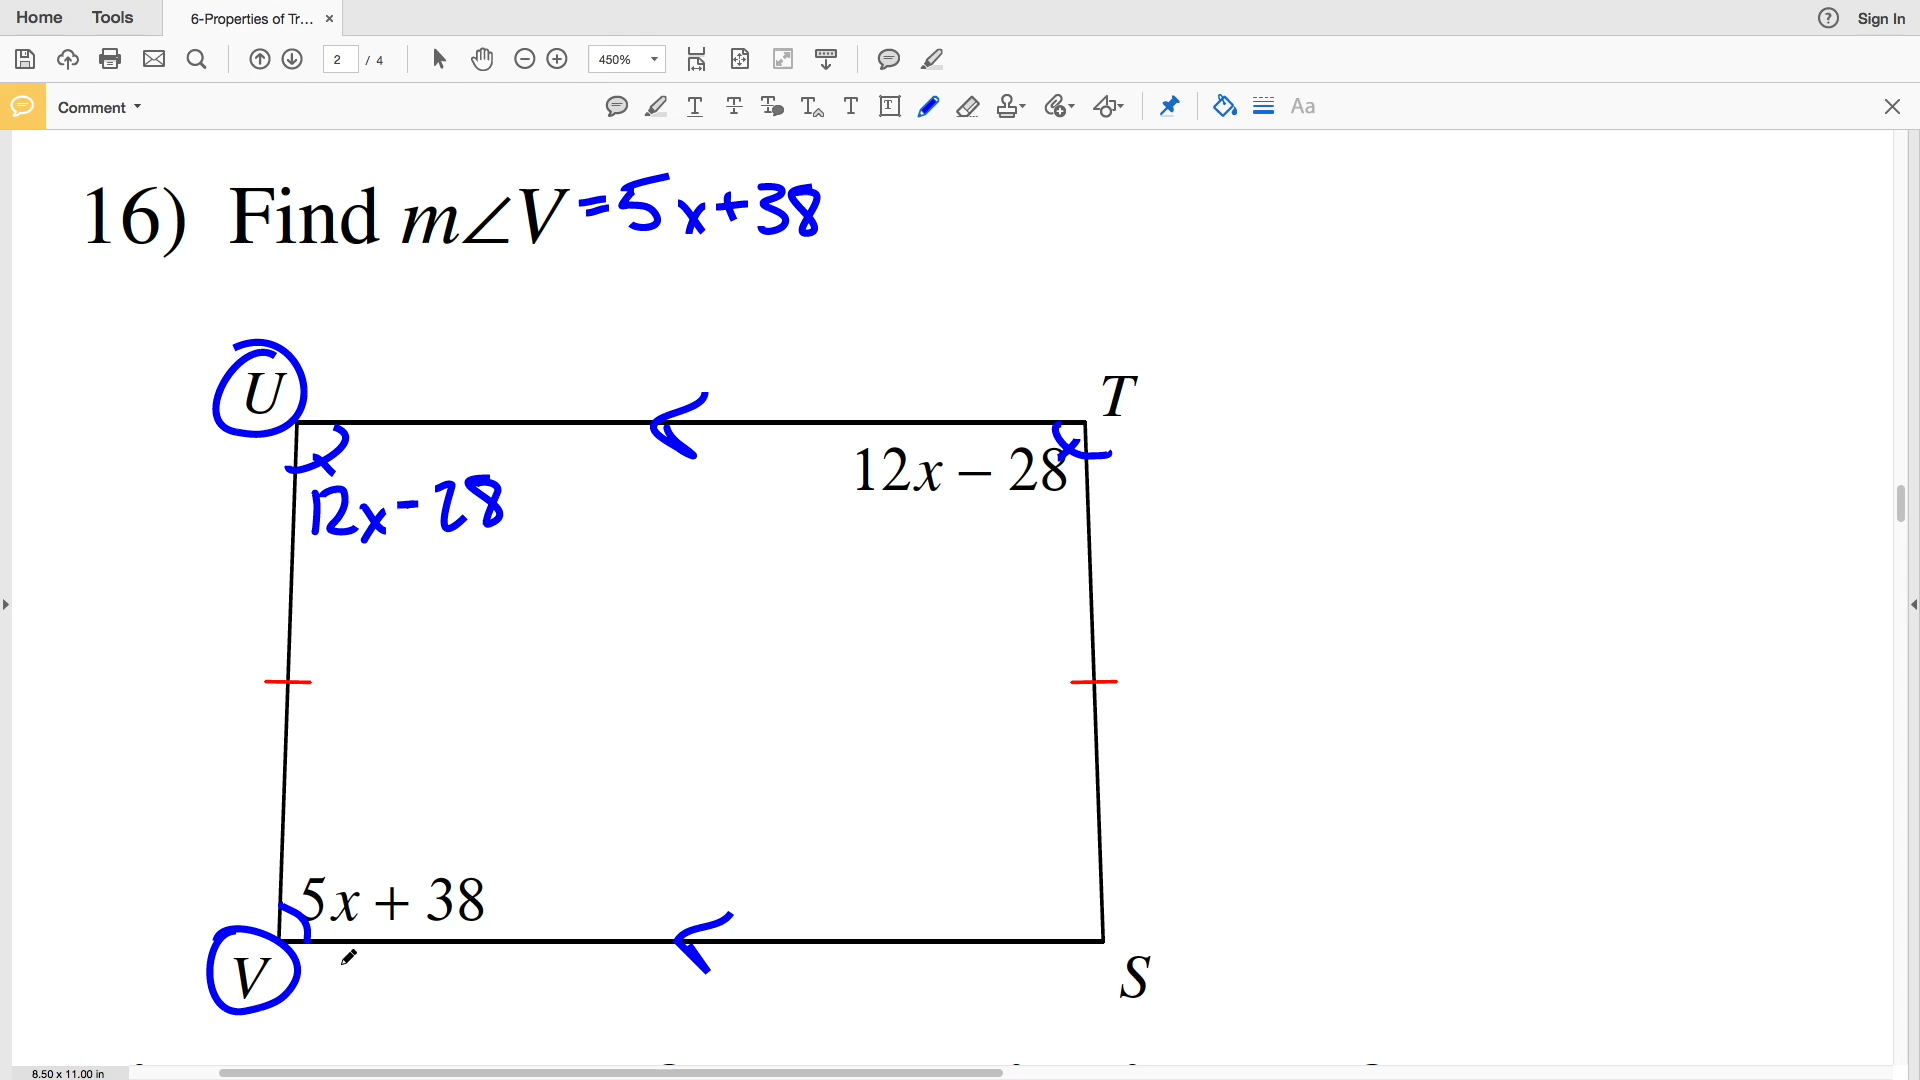 Home Tools 6-Properties of Tr... × Sign In
2 / 4 450%
Comment Aa
16) Find m∠V =5x+38
U T
12x − 28
12x-28
5x + 38
V S
8.50 x 11.00 in